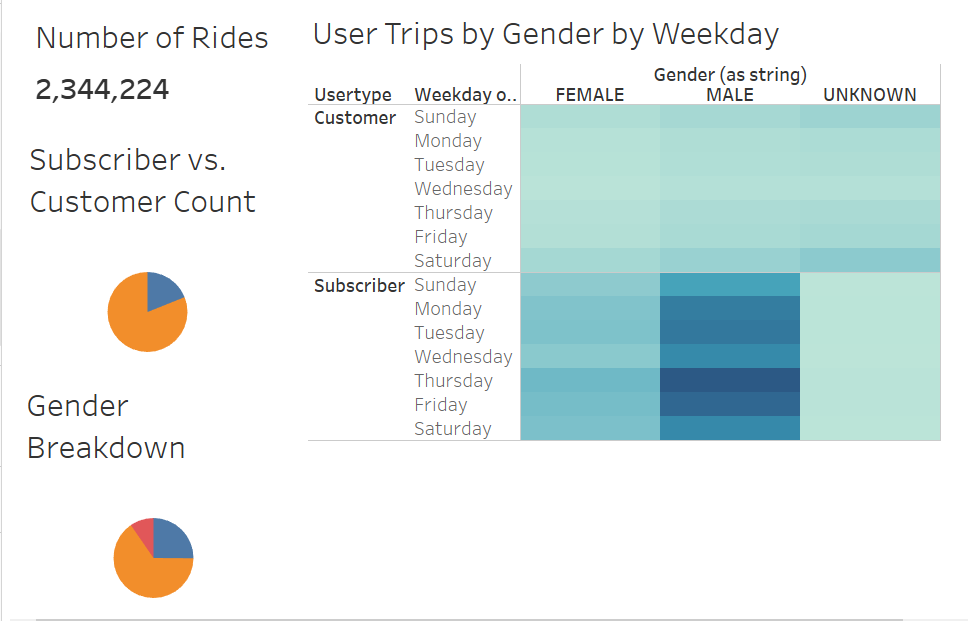 Number of Rides
2,344,224
Subscriber vs.
Customer Count
Gender
Breakdown
User Trips by Gender by Weekday
Gender (as string)
Usertype Weekday o.. FEMALE MALE UNKNOWN
Customer Sunday
Monday
Tuesday
Wednesday
Thursday
Friday
Saturday
Subscriber Sunday
Monday
Tuesday
Wednesday
Thursday
Friday
Saturday